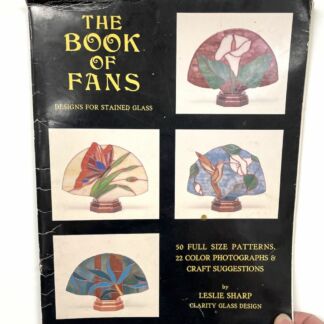 THE
BOOK
OF
FANS
DESIGNS FOR STAINED GLASS
50 FULL SIZE PATTERNS,
22 COLOR PHOTOGRAPHS &
CRAFT SUGGESTIONS
by
LESLIE SHARP
CLARITY GLASS DESIGN